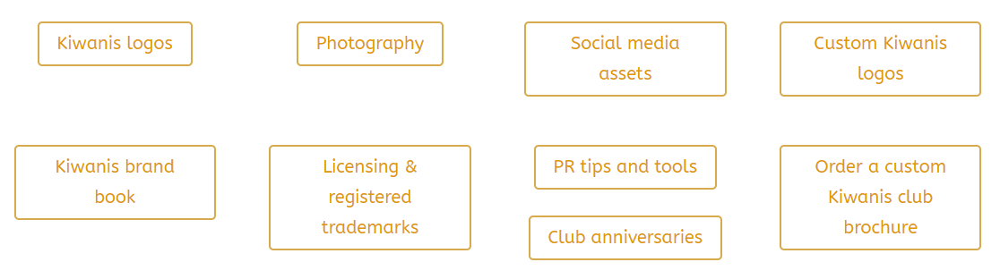 Kiwanis logos
Photography
Social media
assets
Custom Kiwanis
logos
Kiwanis brand
book
Licensing &
registered
trademarks
PR tips and tools
Club anniversaries
Order a custom
Kiwanis club
brochure